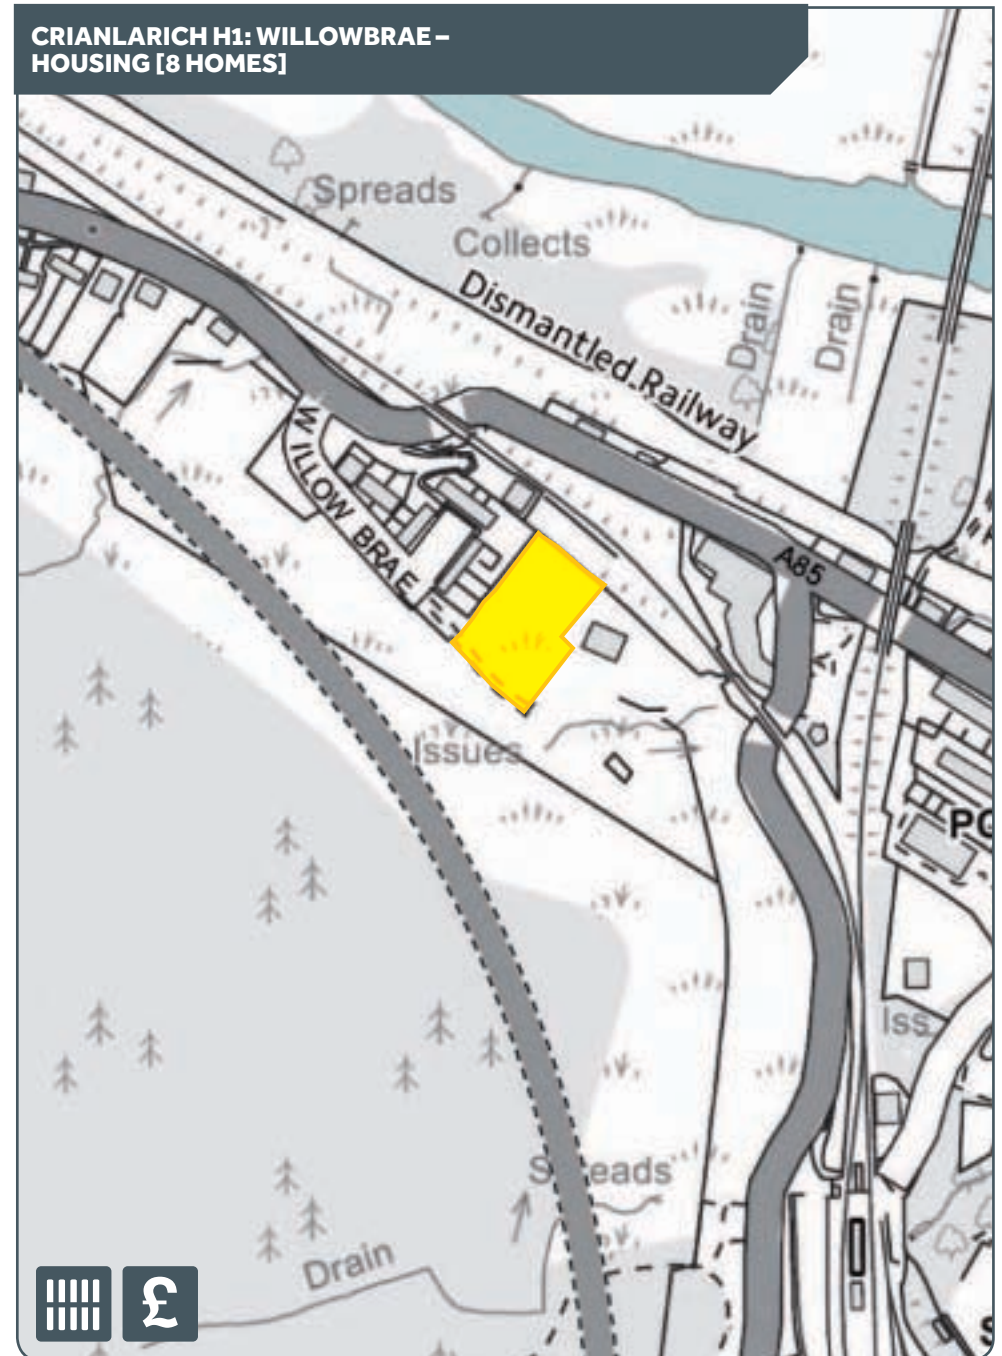 CRIANLARICH H1: WILLOWBRAE –
HOUSING [8 HOMES]
Spreads
Collects
Dismantled Railway
Drain
Drain
WILLOW BRAE
A85
Issues
PO
Iss
Spreads
Drain
S
£